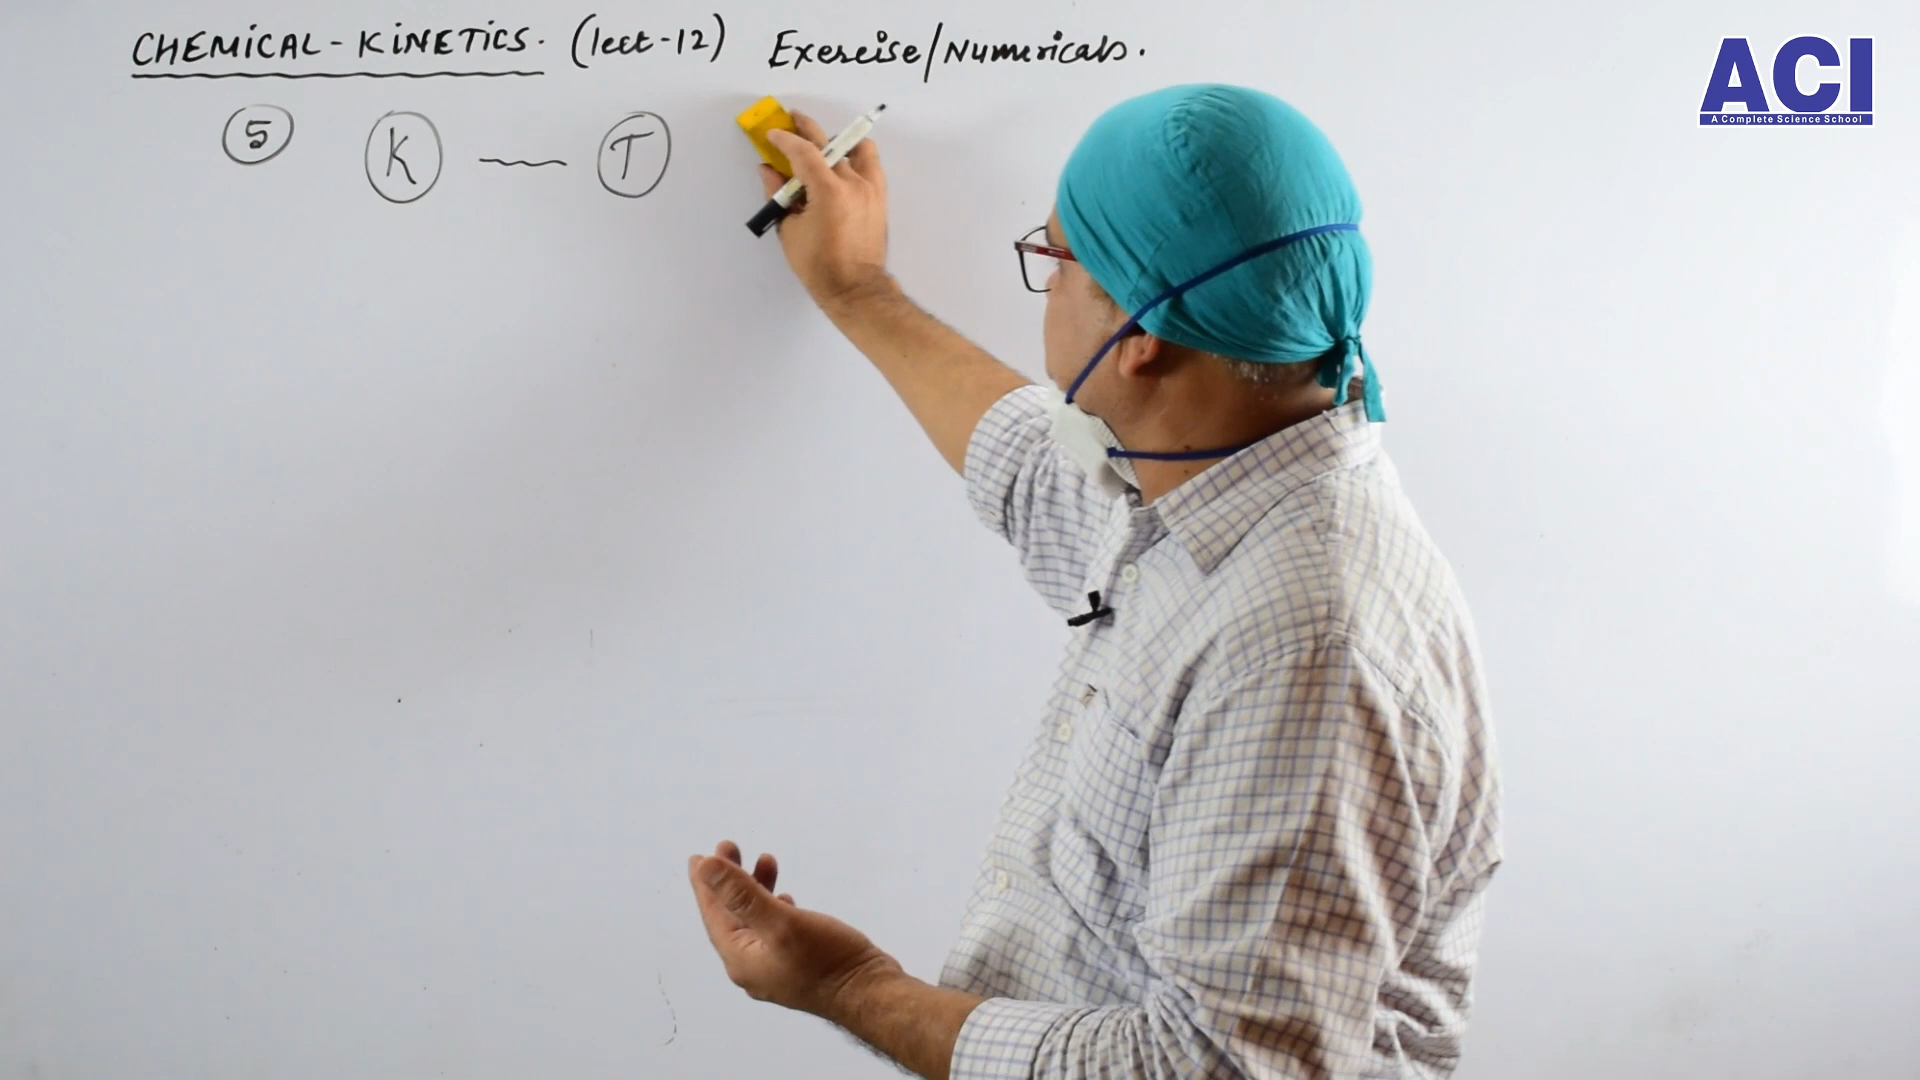 CHEMICAL-KINETICS. (lect-12) Exercise/Numericals.
5 K T
ACI
A Complete Science School